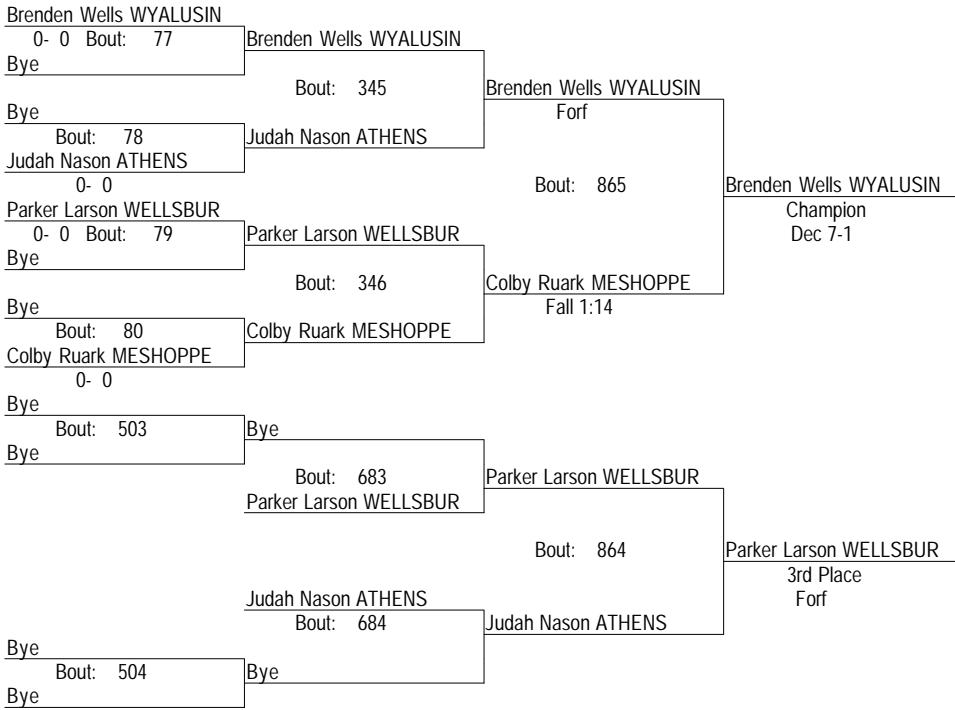 Brenden Wells WYALUSIN
0- 0 Bout: 77
Brenden Wells WYALUSIN
Bye
Bout: 345
Brenden Wells WYALUSIN
Bye
Forf
Bout: 78
Judah Nason ATHENS
Judah Nason ATHENS
0- 0
Bout: 865
Brenden Wells WYALUSIN
Parker Larson WELLSBUR
Champion
0- 0 Bout: 79
Parker Larson WELLSBUR
Dec 7-1
Bye
Bout: 346
Colby Ruark MESHOPPE
Bye
Fall 1:14
Bout: 80
Colby Ruark MESHOPPE
Colby Ruark MESHOPPE
0- 0
Bye
Bout: 503
Bye
Bye
Bout: 683
Parker Larson WELLSBUR
Parker Larson WELLSBUR
Bout: 864
Parker Larson WELLSBUR
3rd Place
Judah Nason ATHENS
Forf
Bout: 684
Judah Nason ATHENS
Bye
Bout: 504
Bye
Bye